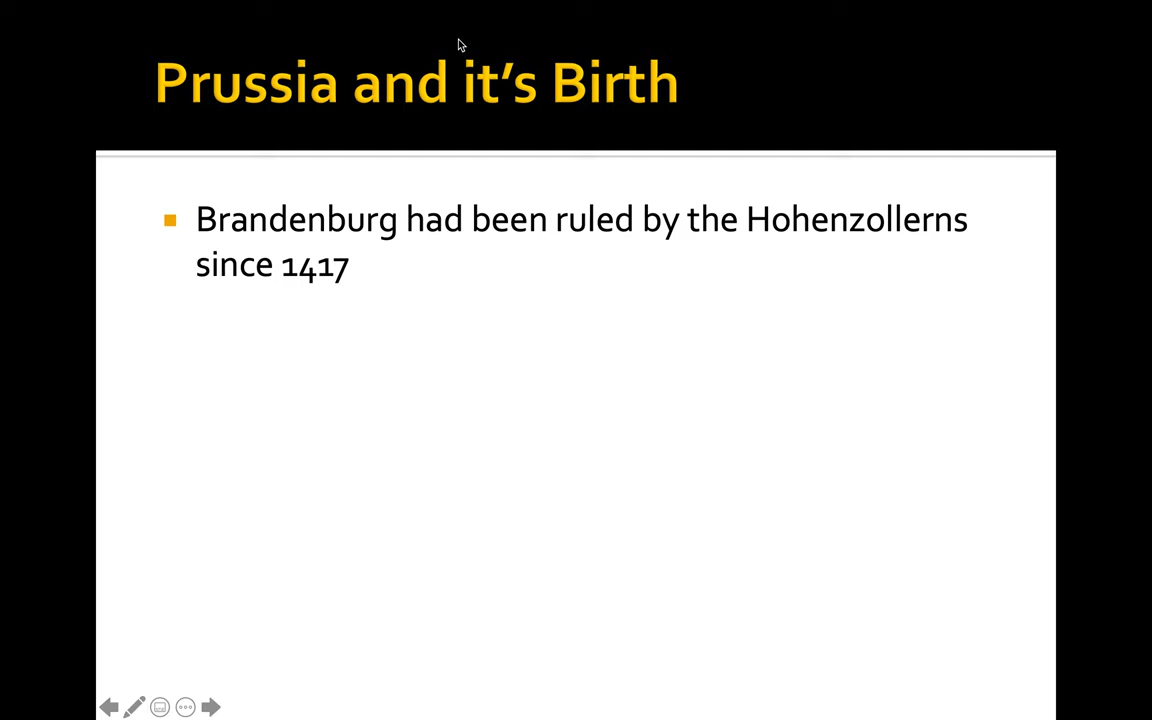 Prussia and it’s Birth
Brandenburg had been ruled by the Hohenzollerns
since 1417